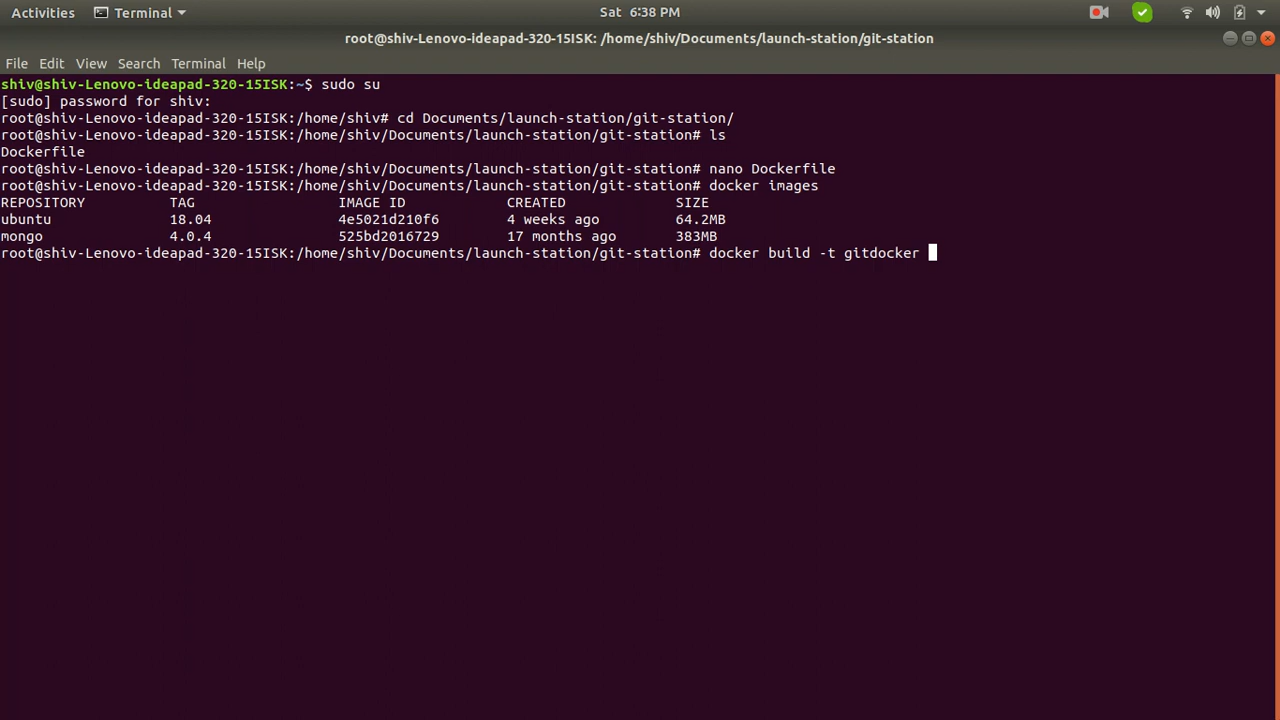 Activities Terminal Sat 6:38 PM
root@shiv-Lenovo-ideapad-320-15ISK: /home/shiv/Documents/launch-station/git-station
File Edit View Search Terminal Help
shiv@shiv-Lenovo-ideapad-320-15ISK:~$ sudo su
[sudo] password for shiv:
root@shiv-Lenovo-ideapad-320-15ISK:/home/shiv# cd Documents/launch-station/git-station/
root@shiv-Lenovo-ideapad-320-15ISK:/home/shiv/Documents/launch-station/git-station# ls
Dockerfile
root@shiv-Lenovo-ideapad-320-15ISK:/home/shiv/Documents/launch-station/git-station# nano Dockerfile
root@shiv-Lenovo-ideapad-320-15ISK:/home/shiv/Documents/launch-station/git-station# docker images
REPOSITORY TAG IMAGE ID CREATED SIZE
ubuntu 18.04 4e5021d210f6 4 weeks ago 64.2MB
mongo 4.0.4 525bd2016729 17 months ago 383MB
root@shiv-Lenovo-ideapad-320-15ISK:/home/shiv/Documents/launch-station/git-station# docker build -t gitdocker